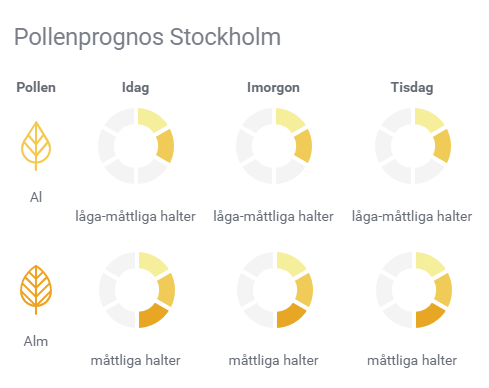 Pollenprognos Stockholm
Pollen Idag Imorgon Tisdag
Al
låga-måttliga halter låga-måttliga halter låga-måttliga halter
Alm
måttliga halter måttliga halter måttliga halter